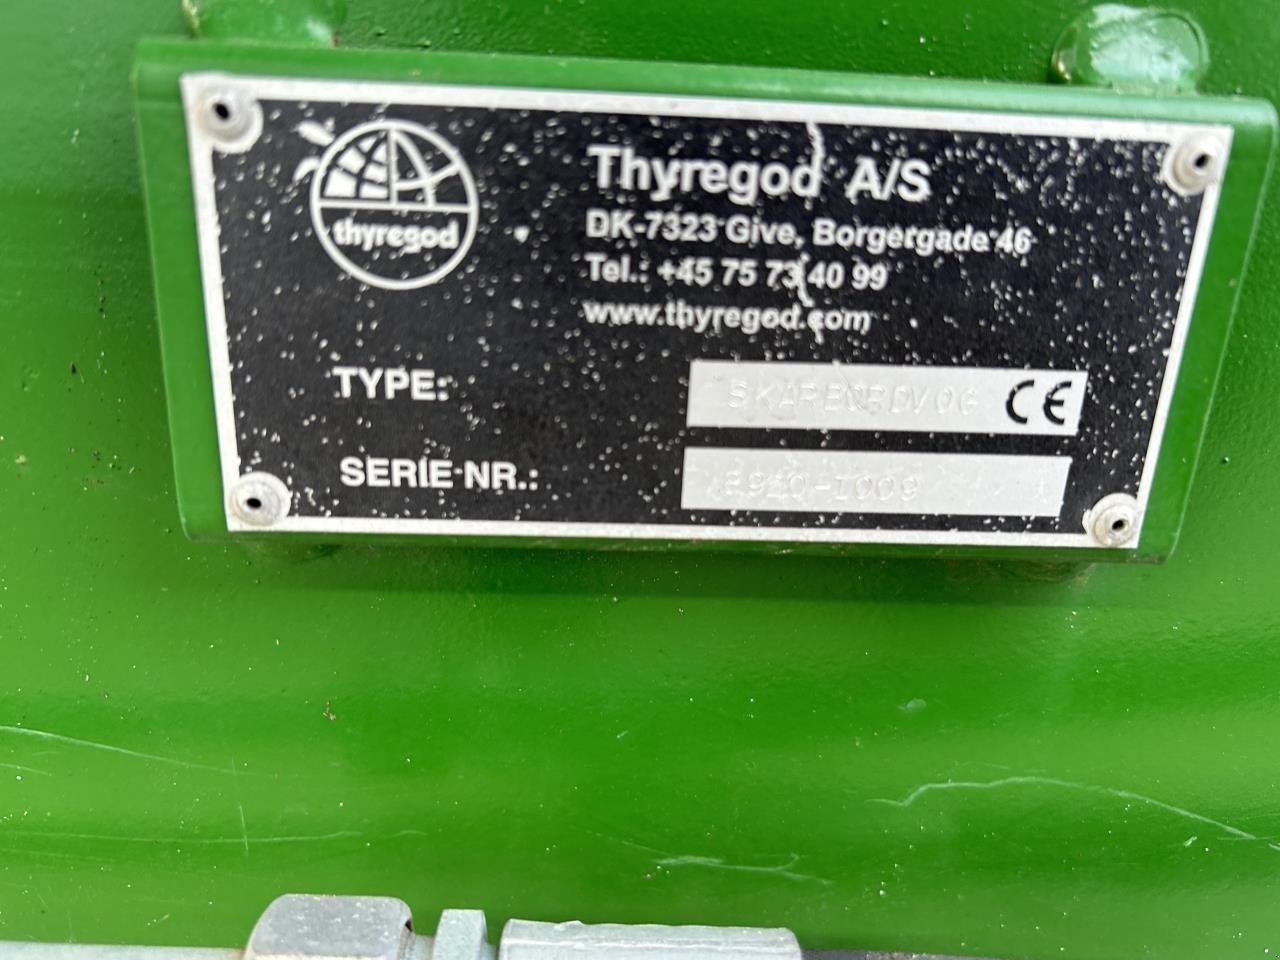 thyregod
Thyregod A/S
DK-7323 Give, Borgergade 46
Tel.: +45 75 73 40 99
www.thyregod.com
TYPE: SKARBORDVOG CE
SERIE-NR.: